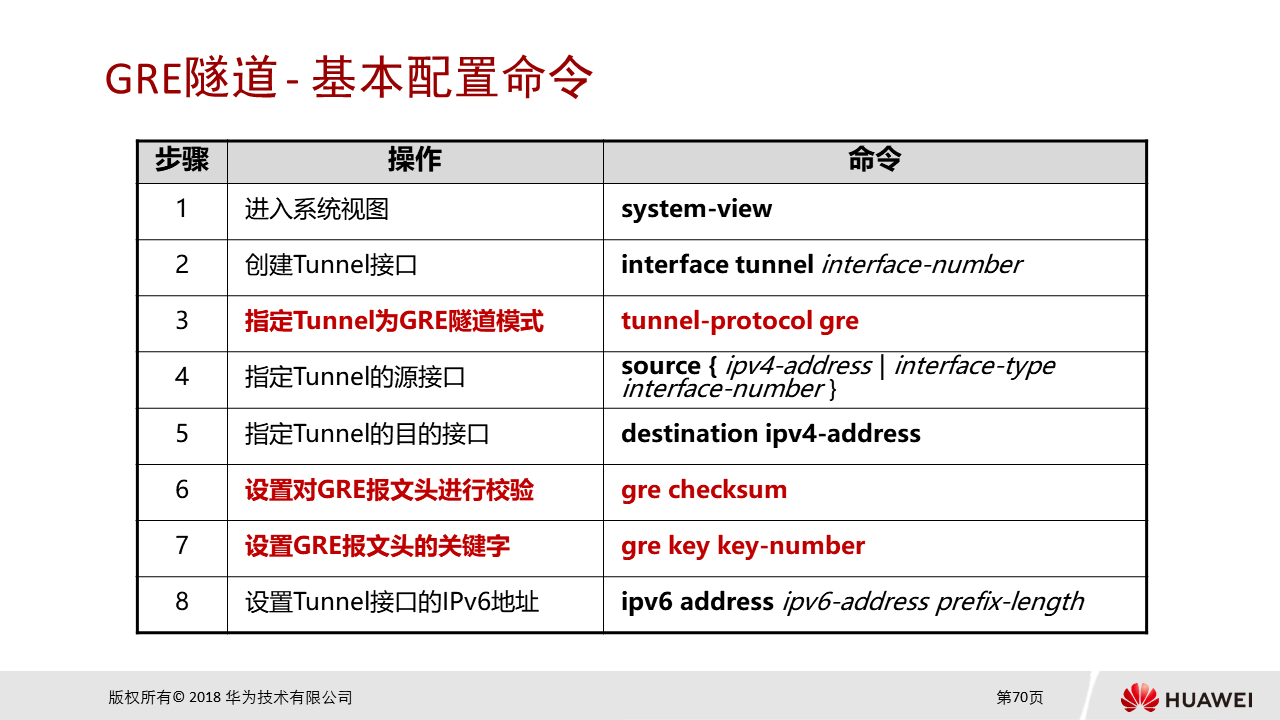 GRE隧道 - 基本配置命令
步骤 操作 命令
1 进入系统视图 system-view
2 创建Tunnel接口 interface tunnel interface-number
3 指定Tunnel为GRE隧道模式 tunnel-protocol gre
4 指定Tunnel的源接口 source { ipv4-address | interface-type
interface-number }
5 指定Tunnel的目的接口 destination ipv4-address
6 设置对GRE报文头进行校验 gre checksum
7 设置GRE报文头的关键字 gre key key-number
8 设置Tunnel接口的IPv6地址 ipv6 address ipv6-address prefix-length
版权所有© 2018 华为技术有限公司 第70页 HUAWEI